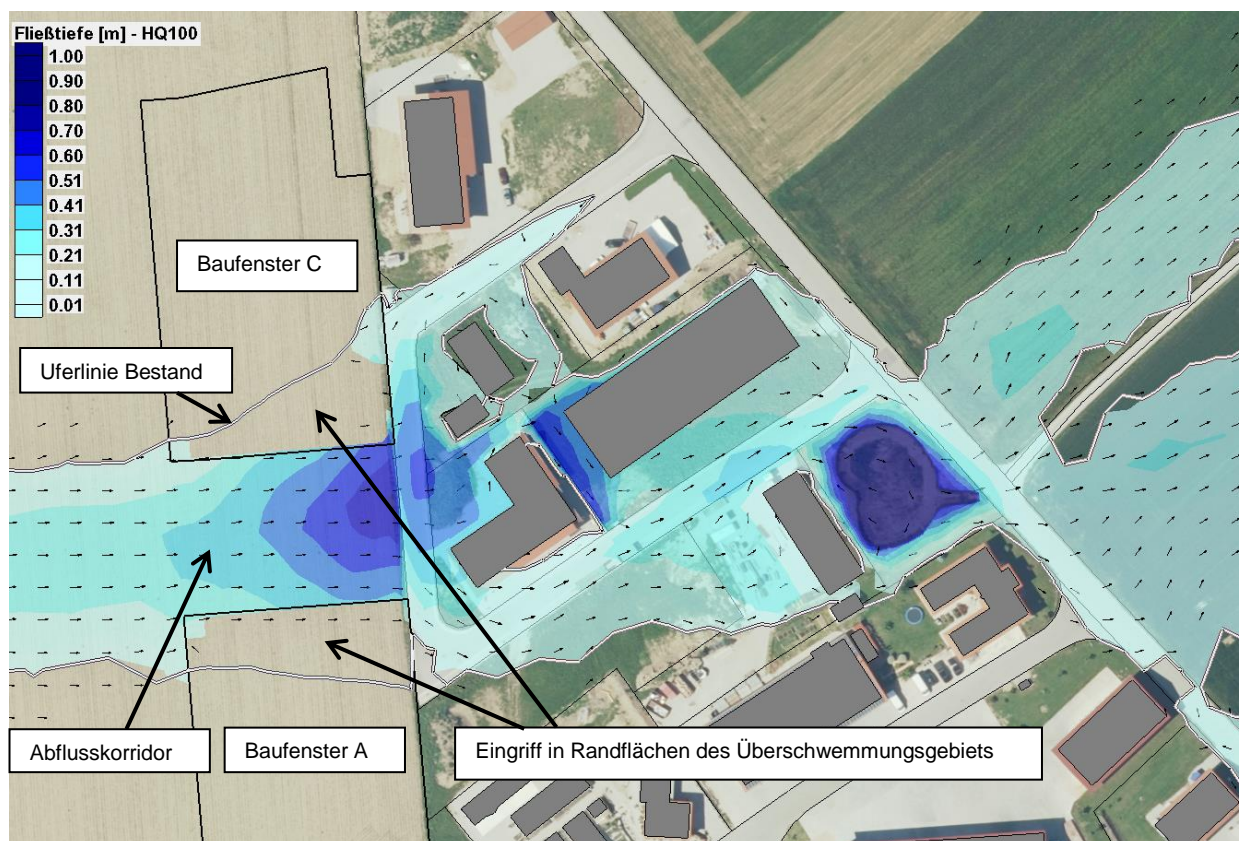 Fließtiefe [m] - HQ100
1.00
0.90
0.80
0.70
0.60
0.51
0.41
0.31
0.21
0.11
0.01
Baufenster C
Uferlinie Bestand
Abflusskorridor
Baufenster A
Eingriff in Randflächen des Überschwemmungsgebiets